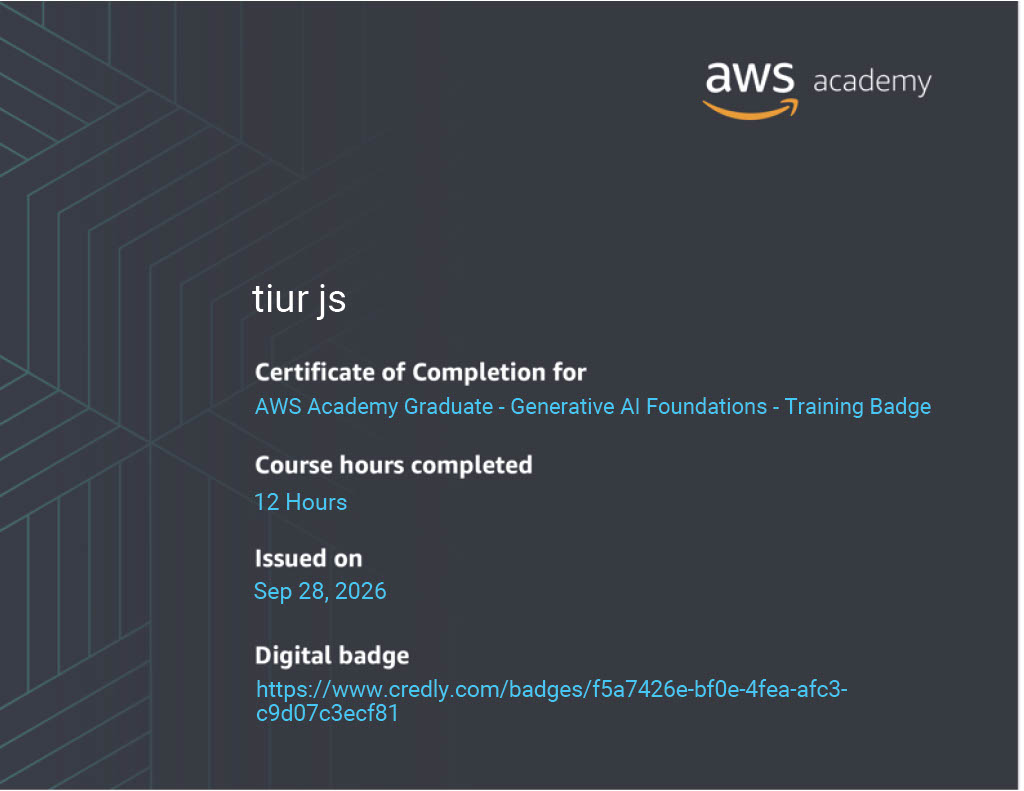 aws academy
tiur js
Certificate of Completion for
AWS Academy Graduate - Generative AI Foundations - Training Badge
Course hours completed
12 Hours
Issued on
Sep 28, 2026
Digital badge
https://www.credly.com/badges/f5a7426e-bf0e-4fea-afc3-
c9d07c3ecf81